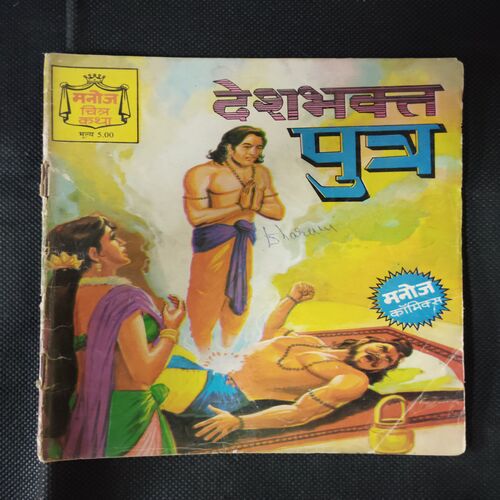 मनोज
चित्र
कथा
मूल्य 5.00
देशभक्त
पुत्र
मनोज
कॉमिक्स